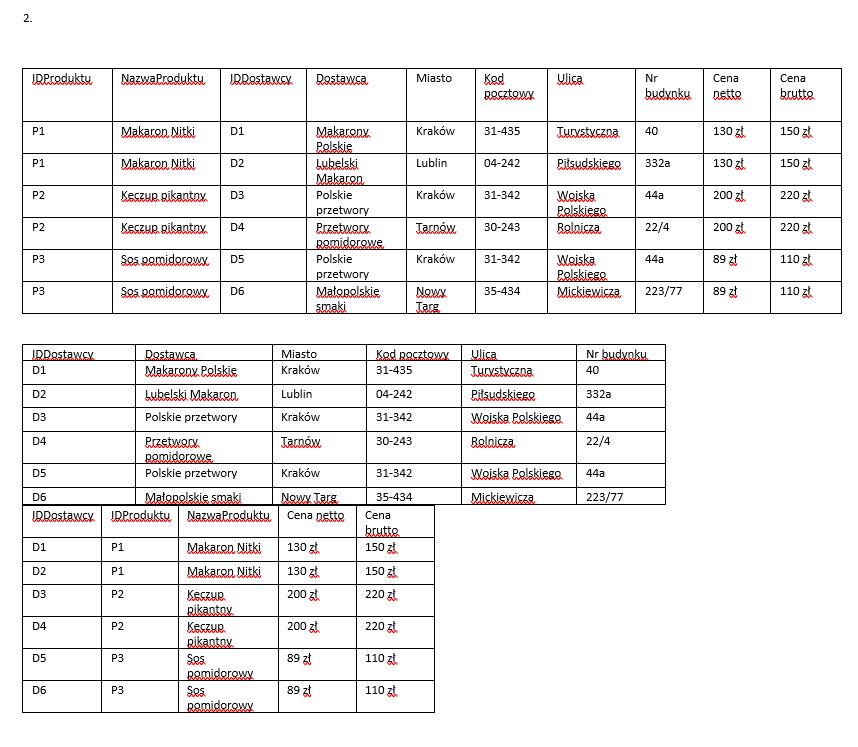 2.
IDProduktu NazwaProduktu IDDostawcy Dostawca Miasto Kod pocztowy Ulica Nr budynku Cena netto Cena brutto
P1 Makaron Nitki D1 Makarony Polskie Kraków 31-435 Turystyczna 40 130 zł 150 zł
P1 Makaron Nitki D2 Lubelski Makaron Lublin 04-242 Piłsudskiego 332a 130 zł 150 zł
P2 Keczup pikantny D3 Polskie przetwory Kraków 31-342 Wojska Polskiego 44a 200 zł 220 zł
P2 Keczup pikantny D4 Przetwory pomidorowe Tarnów 30-243 Rolnicza 22/4 200 zł 220 zł
P3 Sos pomidorowy D5 Polskie przetwory Kraków 31-342 Wojska Polskiego 44a 89 zł 110 zł
P3 Sos pomidorowy D6 Małopolskie smaki Nowy Targ 35-434 Mickiewicza 223/77 89 zł 110 zł
IDDostawcy Dostawca Miasto Kod pocztowy Ulica Nr budynku
D1 Makarony Polskie Kraków 31-435 Turystyczna 40
D2 Lubelski Makaron Lublin 04-242 Piłsudskiego 332a
D3 Polskie przetwory Kraków 31-342 Wojska Polskiego 44a
D4 Przetwory pomidorowe Tarnów 30-243 Rolnicza 22/4
D5 Polskie przetwory Kraków 31-342 Wojska Polskiego 44a
D6 Małopolskie smaki Nowy Targ 35-434 Mickiewicza 223/77
IDDostawcy IDProduktu NazwaProduktu Cena netto Cena brutto
D1 P1 Makaron Nitki 130 zł 150 zł
D2 P1 Makaron Nitki 130 zł 150 zł
D3 P2 Keczup pikantny 200 zł 220 zł
D4 P2 Keczup pikantny 200 zł 220 zł
D5 P3 Sos pomidorowy 89 zł 110 zł
D6 P3 Sos pomidorowy 89 zł 110 zł